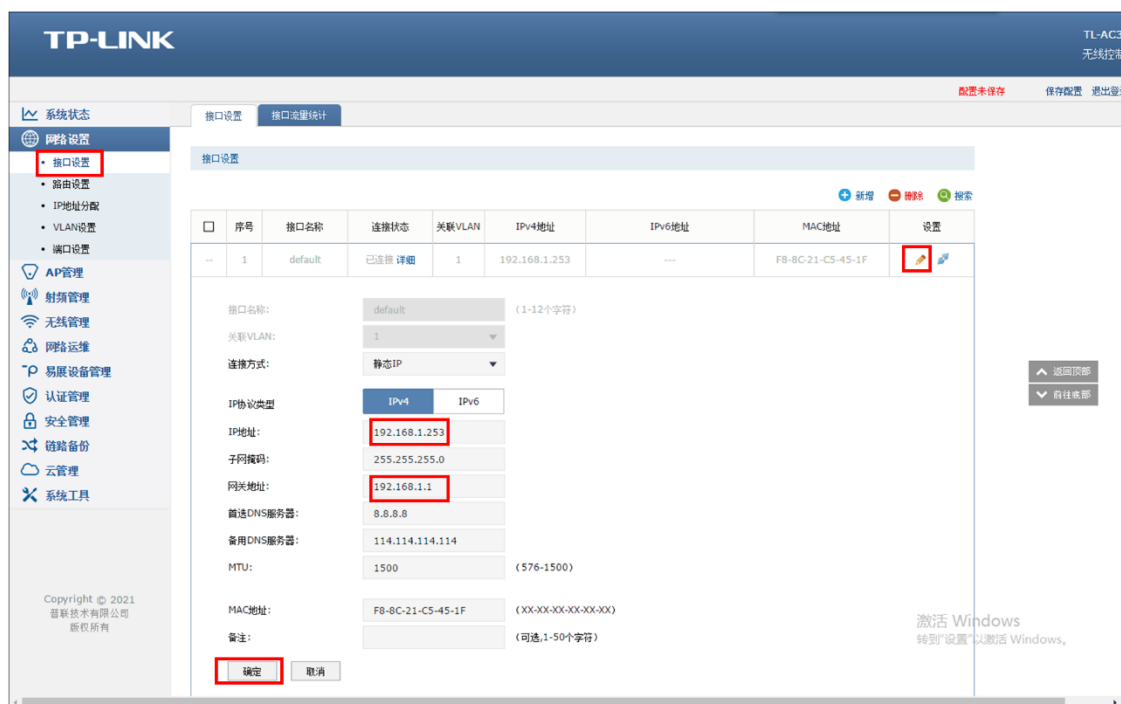 TP-LINK
TL-AC3
无线控制
配置未保存 保存配置 退出登
系统状态
网络设置
接口设置
路由设置
IP地址分配
VLAN设置
端口设置
AP管理
射频管理
无线管理
网络运维
易展设备管理
认证管理
安全管理
链路备份
云管理
系统工具
Copyright © 2021
普联技术有限公司
版权所有
接口设置 接口流量统计
接口设置
新增 删除 搜索
序号 接口名称 连接状态 关联VLAN IPv4地址 IPv6地址 MAC地址 设置
-- 1 default 已连接 详细 1 192.168.1.253 --- F8-8C-21-C5-45-1F
接口名称: default (1-12个字符)
关联VLAN: 1
连接方式: 静态IP
IP协议类型 IPv4 IPv6
IP地址: 192.168.1.253
子网掩码: 255.255.255.0
网关地址: 192.168.1.1
首选DNS服务器: 8.8.8.8
备用DNS服务器: 114.114.114.114
MTU: 1500 (576-1500)
MAC地址: F8-8C-21-C5-45-1F (XX-XX-XX-XX-XX-XX)
备注: (可选,1-50个字符)
确定 取消
返回顶部
前往底部
激活 Windows
转到"设置"以激活 Windows。